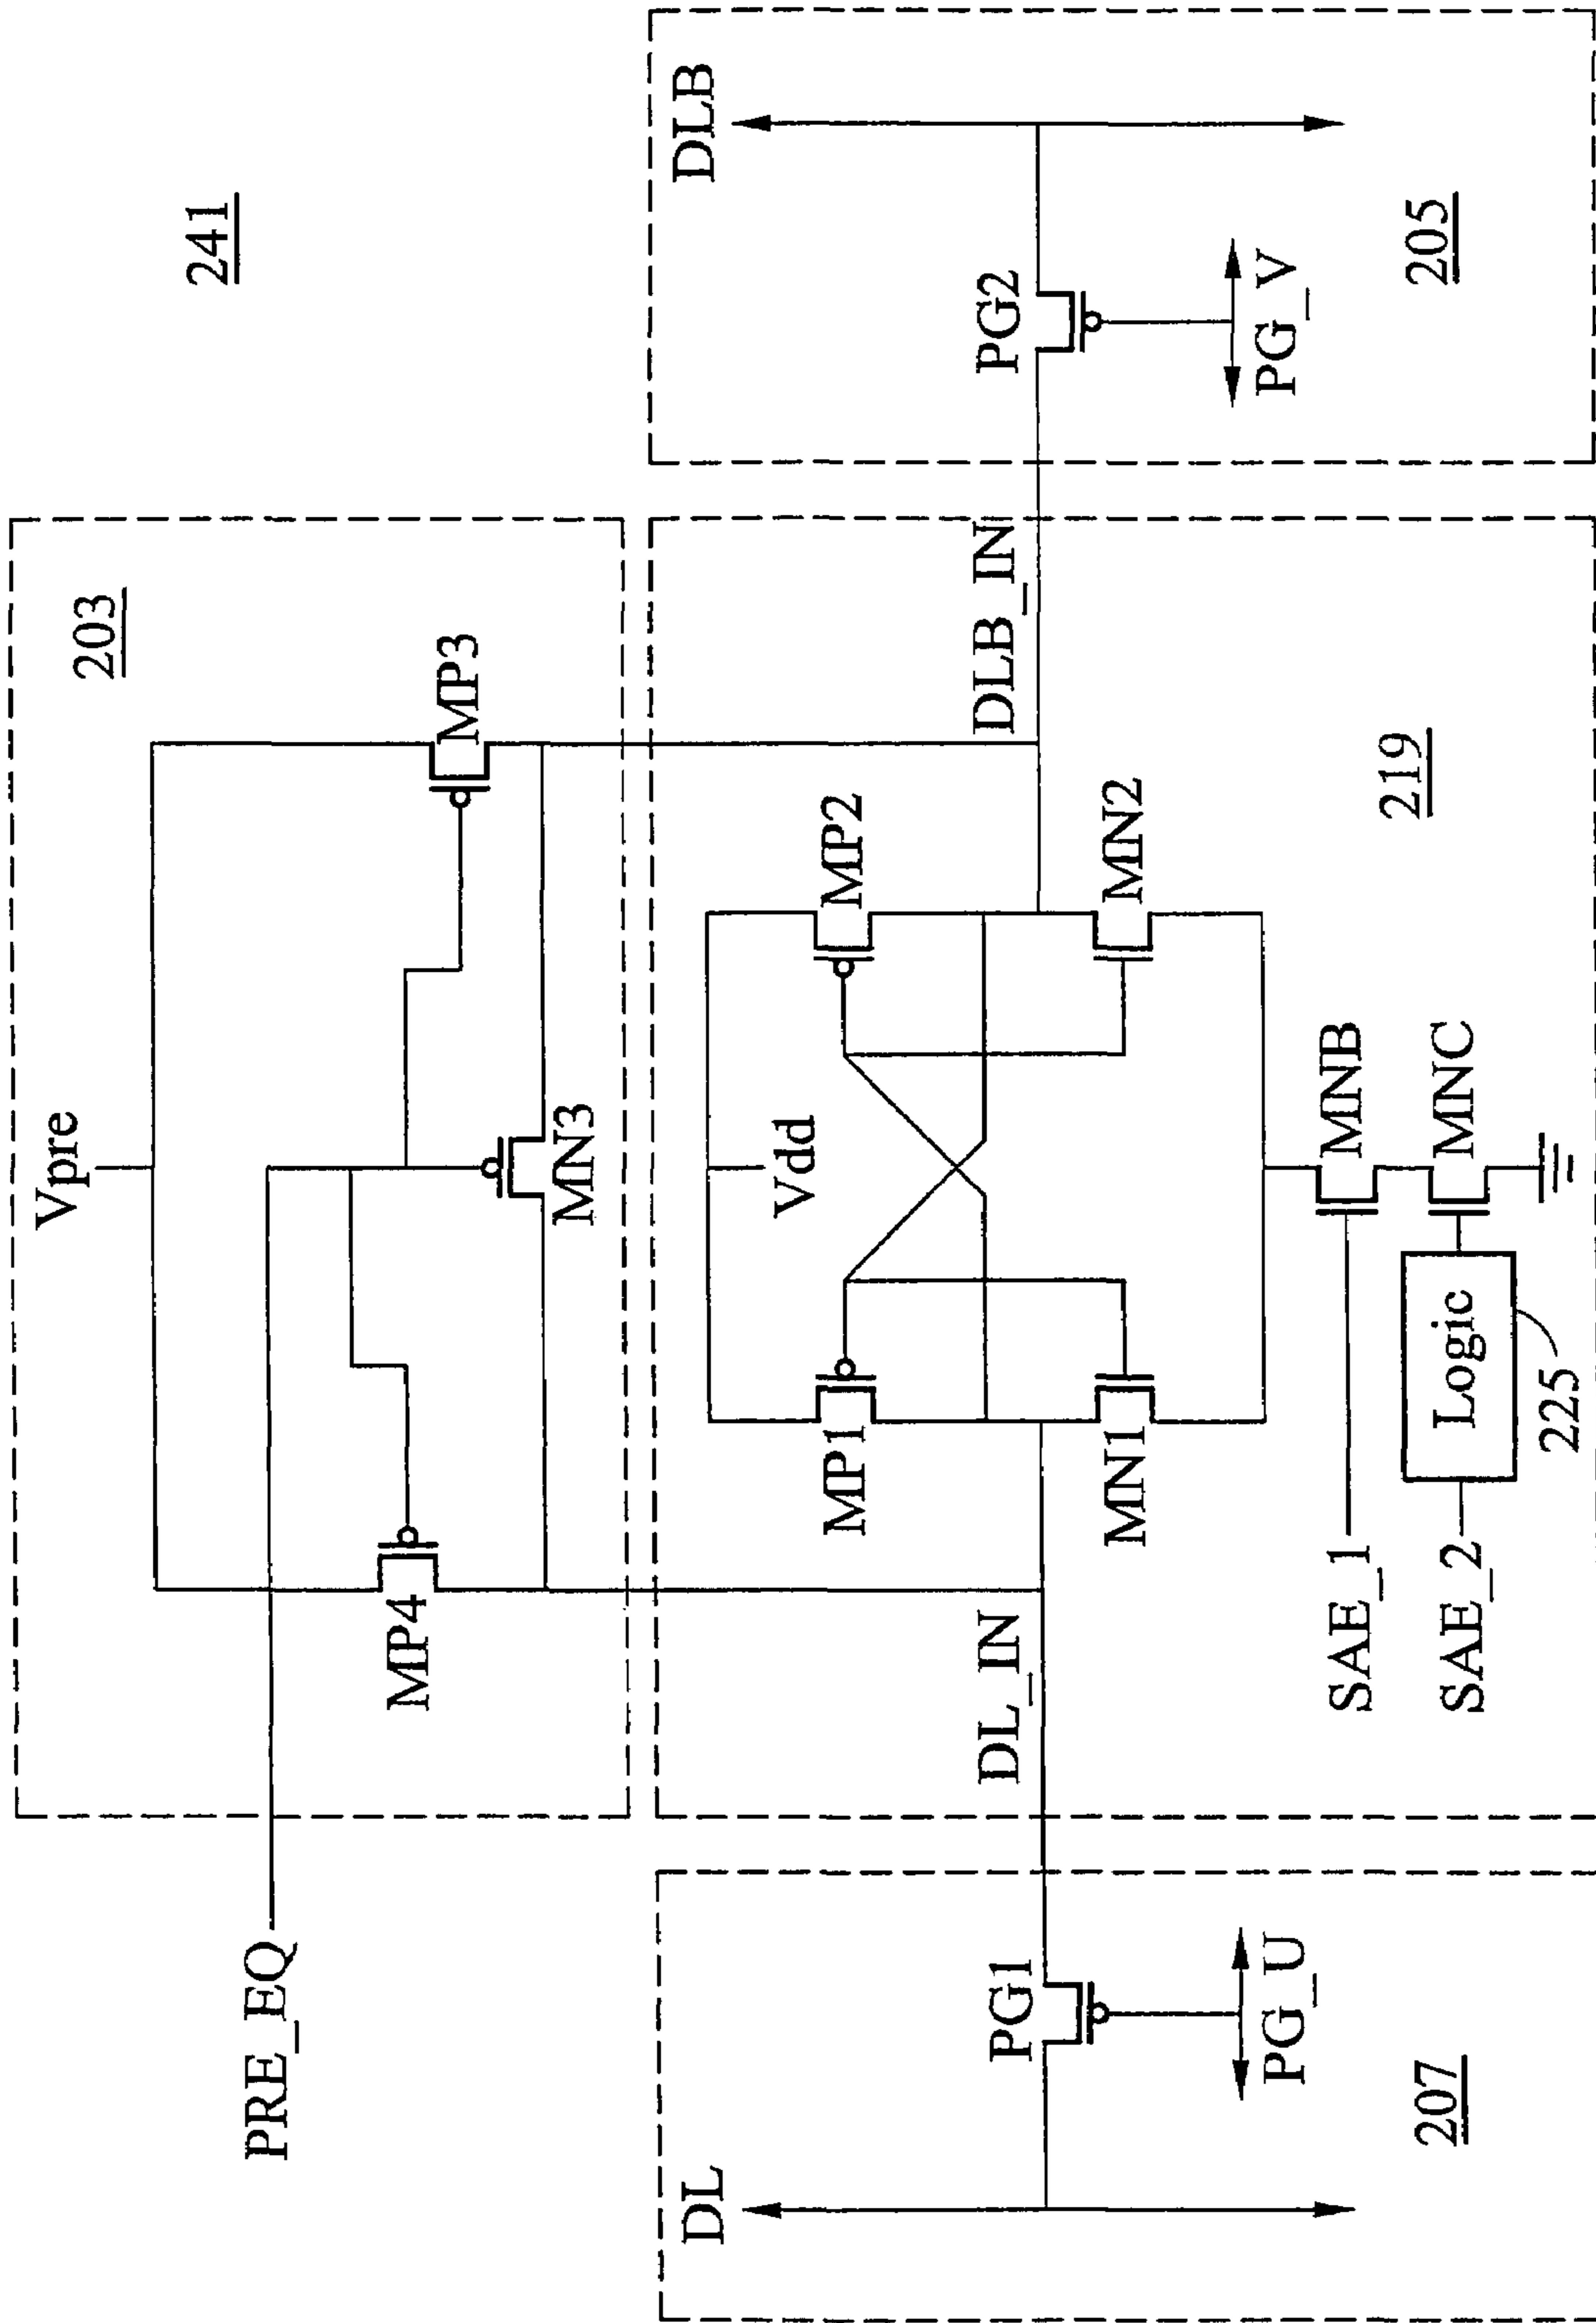 241
203
Vpre
PRE_EQ
MP4
MN3
MP3
DL
PG1
PG_U
207
DL_IN
DLB_IN
Vdd
MP1
MP2
MN1
MN2
MNB
MNC
SAE_1
SAE_2
Logic
225
219
DLB
PG2
PG_V
205